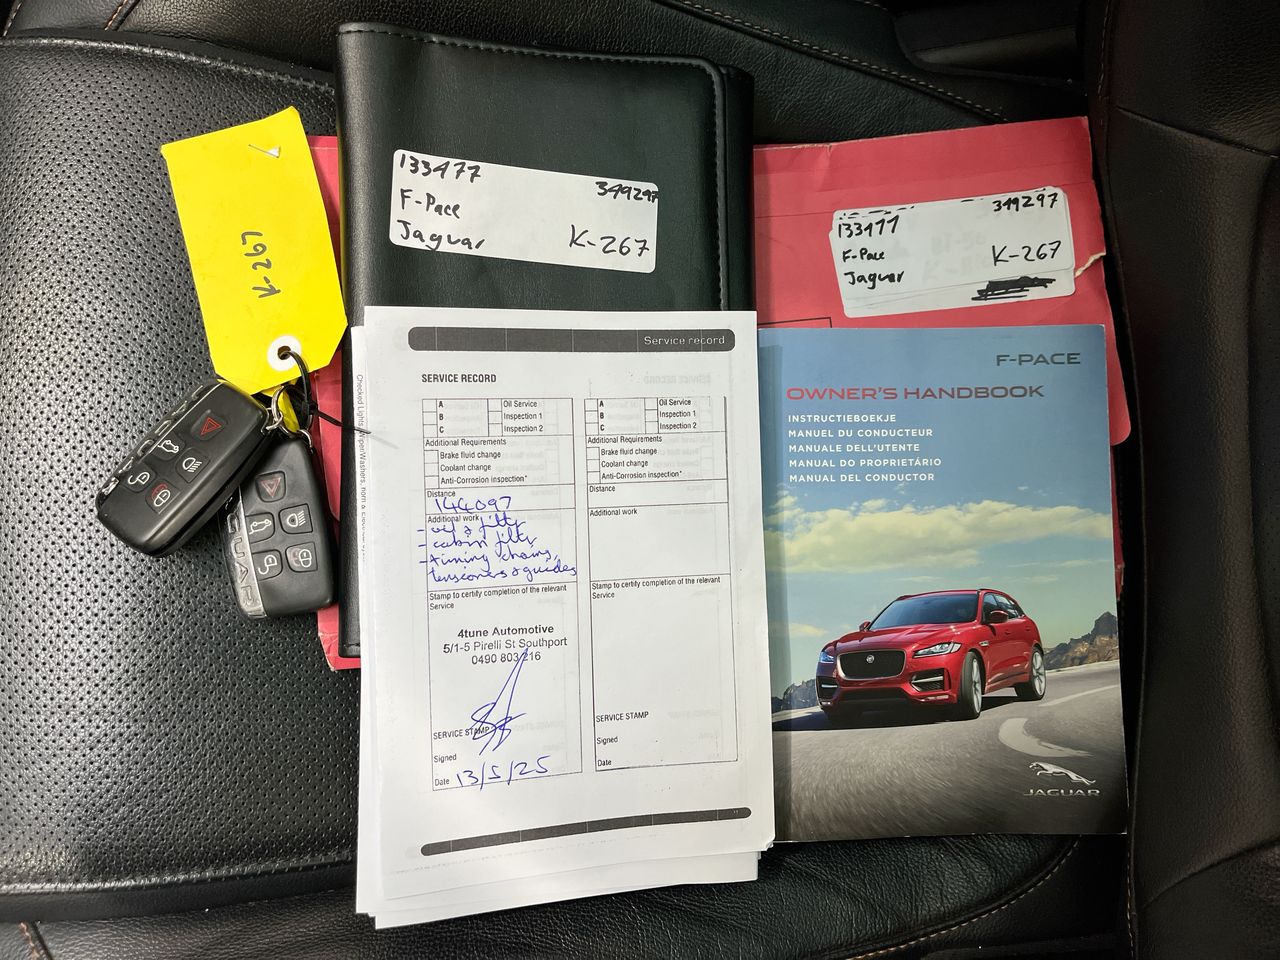 K-267
133477
349297
F-Pace
Jaguar
K-267
133477
349297
F-Pace
K-267
Jaguar
Service record
SERVICE RECORD
A
Oil Service
B
Inspection 1
C
Inspection 2
Additional Requirements
Brake fluid change
Coolant change
Anti-Corrosion inspection*
Distance
144097
Additional work
- oil & filter
- cabin filter
- timing chains,
tensioners & guides
Stamp to certify completion of the relevant
Service
4tune Automotive
5/1-5 Pirelli St Southport
0490 803 216
SERVICE STAMP
Signed
Date 13/5/25
A
Oil Service
B
Inspection 1
C
Inspection 2
Additional Requirements
Brake fluid change
Coolant change
Anti-Corrosion inspection*
Distance
Additional work
Stamp to certify completion of the relevant
Service
SERVICE STAMP
Signed
Date
F-PACE
OWNER'S HANDBOOK
INSTRUCTIEBOEKJE
MANUEL DU CONDUCTEUR
MANUALE DELL'UTENTE
MANUAL DO PROPRIETÁRIO
MANUAL DEL CONDUCTOR
JAGUAR